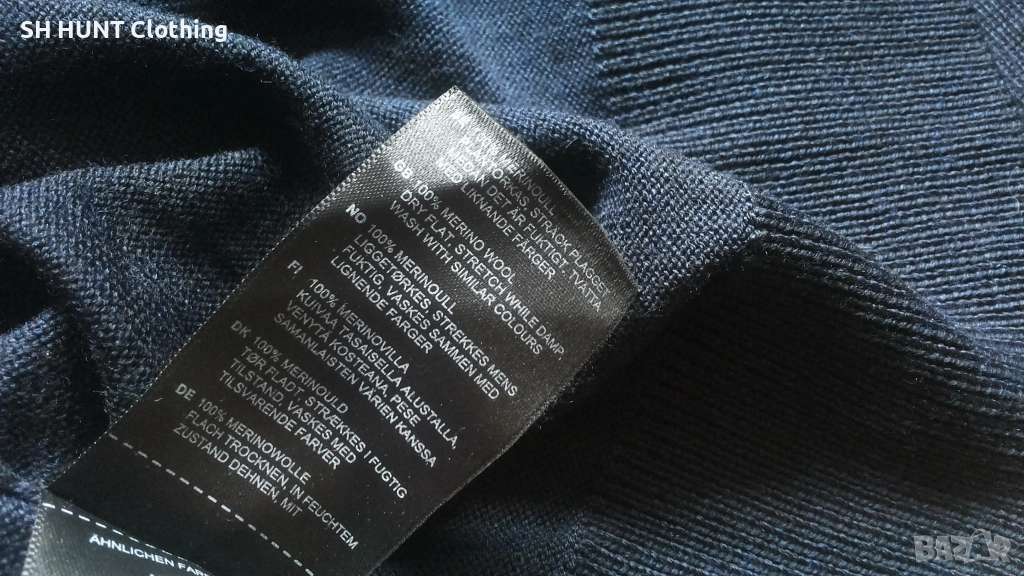 SH HUNT Clothing
MERINOULL
STRÄCK PLAGGET
DET ÄR FUKTIGT. TVÄTTA
MED LIKNANDE FÄRGER
GB 100% MERINO WOOL
DRY FLAT, STRETCH WHILE DAMP,
WASH WITH SIMILAR COLOURS
NO 100% MERINOULL
LIGGETØRKES, STREKKES MENS
FUKTIG, VASKES SAMMEN MED
LIGNENDE FARGER
FI 100% MERINOVILLA
KUIVAA TASAISELLA ALUSTALLA,
VENYTÄ KOSTEANA, PESE
SAMANLAISTEN VÄRIEN KANSSA
DK 100% MERINOULD
TØR FLADT, STRÆKKES I FUGTIG
TILSTAND, VASKES MED
TILSVARENDE FARVER
DE 100% MERINOWOLLE
FLACH TROCKNEN, IN FEUCHTEM
ZUSTAND DEHNEN, MIT
ÄHNLICHEN FAR
BAZAR